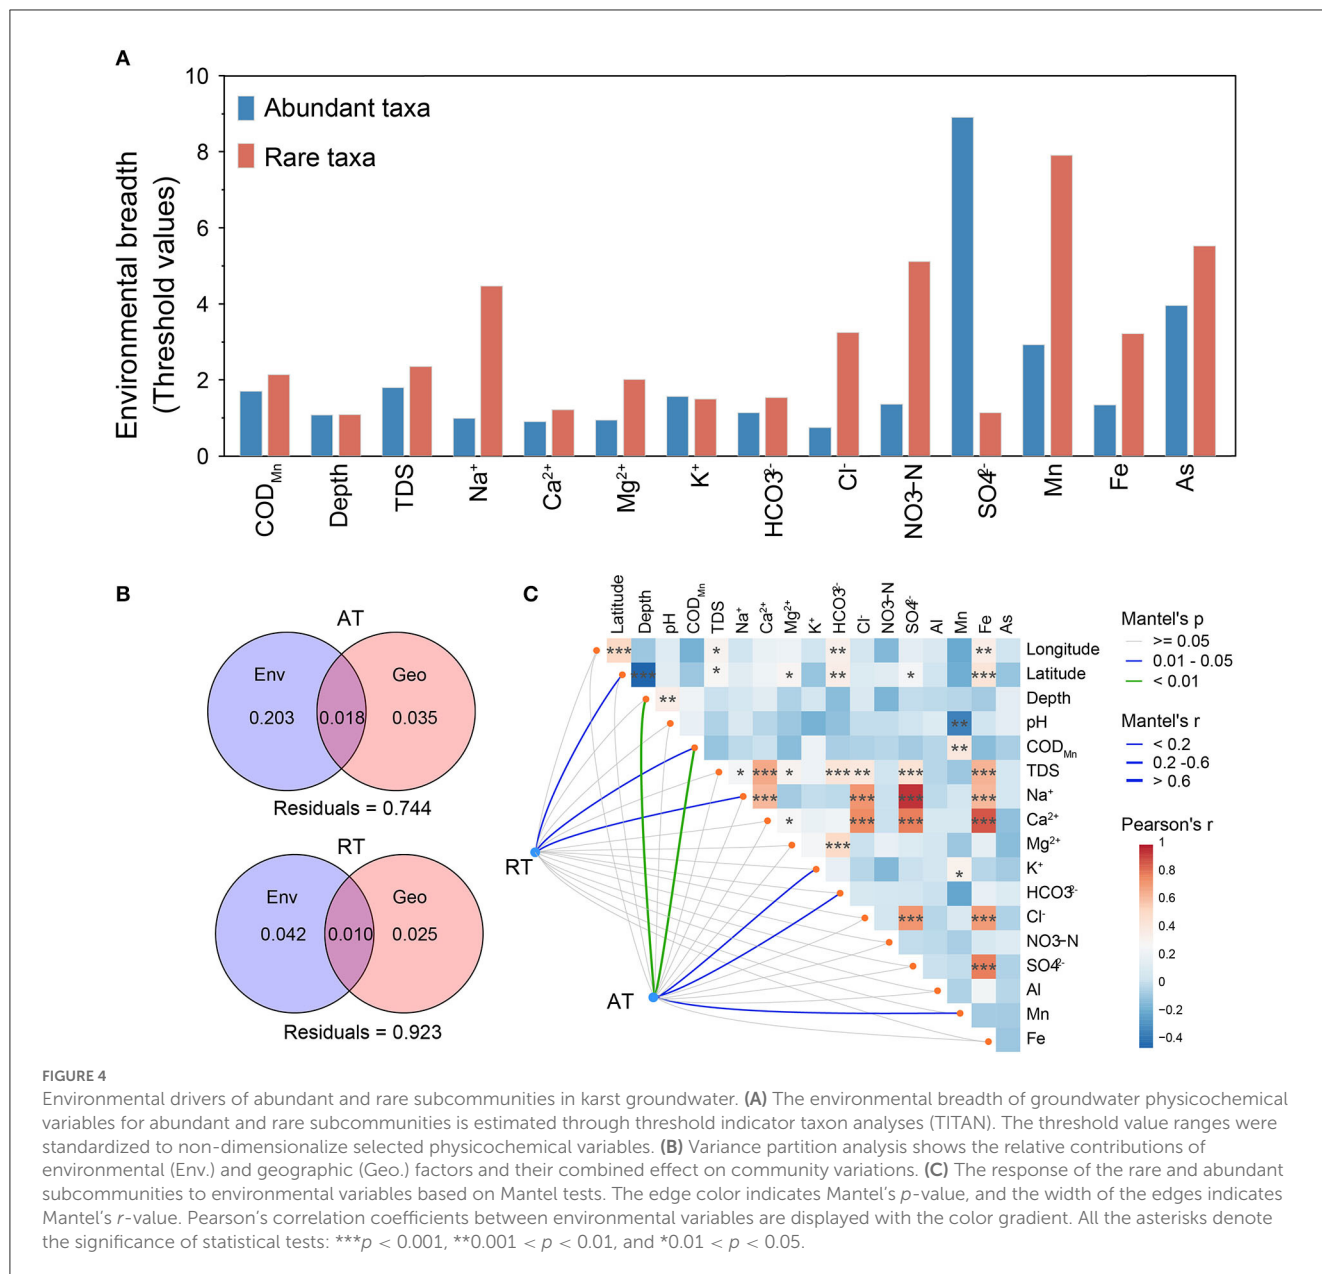 A
Environmental breadth
(Threshold values)
10
8
6
4
2
0
Abundant taxa
Rare taxa
COD_Mn
Depth
TDS
Na⁺
Ca²⁺
Mg²⁺
K⁺
HCO3²⁻
Cl⁻
NO3-N
SO4²⁻
Mn
Fe
As
B
AT
Env
Geo
0.203
0.018
0.035
Residuals = 0.744
RT
Env
Geo
0.042
0.010
0.025
Residuals = 0.923
C
Latitude
Depth
pH
COD_Mn
TDS
Na⁺
Ca²⁺
Mg²⁺
K⁺
HCO3²⁻
Cl⁻
NO3-N
SO4²⁻
Al
Mn
Fe
As
*** * ** ** Longitude
*** * * ** * *** Latitude
** Depth
** pH
** COD_Mn
* *** * *** ** *** *** TDS
*** *** *** *** Na⁺
* *** *** *** Ca²⁺
*** Mg²⁺
* K⁺
HCO3²⁻
*** *** Cl⁻
NO3-N
*** SO4²⁻
Al
Mn
Fe
RT
AT
Mantel's p
>= 0.05
0.01 - 0.05
< 0.01
Mantel's r
< 0.2
0.2 -0.6
> 0.6
Pearson's r
1
0.8
0.6
0.4
0.2
0
−0.2
−0.4
FIGURE 4
Environmental drivers of abundant and rare subcommunities in karst groundwater. (A) The environmental breadth of groundwater physicochemical
variables for abundant and rare subcommunities is estimated through threshold indicator taxon analyses (TITAN). The threshold value ranges were
standardized to non-dimensionalize selected physicochemical variables. (B) Variance partition analysis shows the relative contributions of
environmental (Env.) and geographic (Geo.) factors and their combined effect on community variations. (C) The response of the rare and abundant
subcommunities to environmental variables based on Mantel tests. The edge color indicates Mantel's p-value, and the width of the edges indicates
Mantel's r-value. Pearson's correlation coefficients between environmental variables are displayed with the color gradient. All the asterisks denote
the significance of statistical tests: ***p < 0.001, **0.001 < p < 0.01, and *0.01 < p < 0.05.